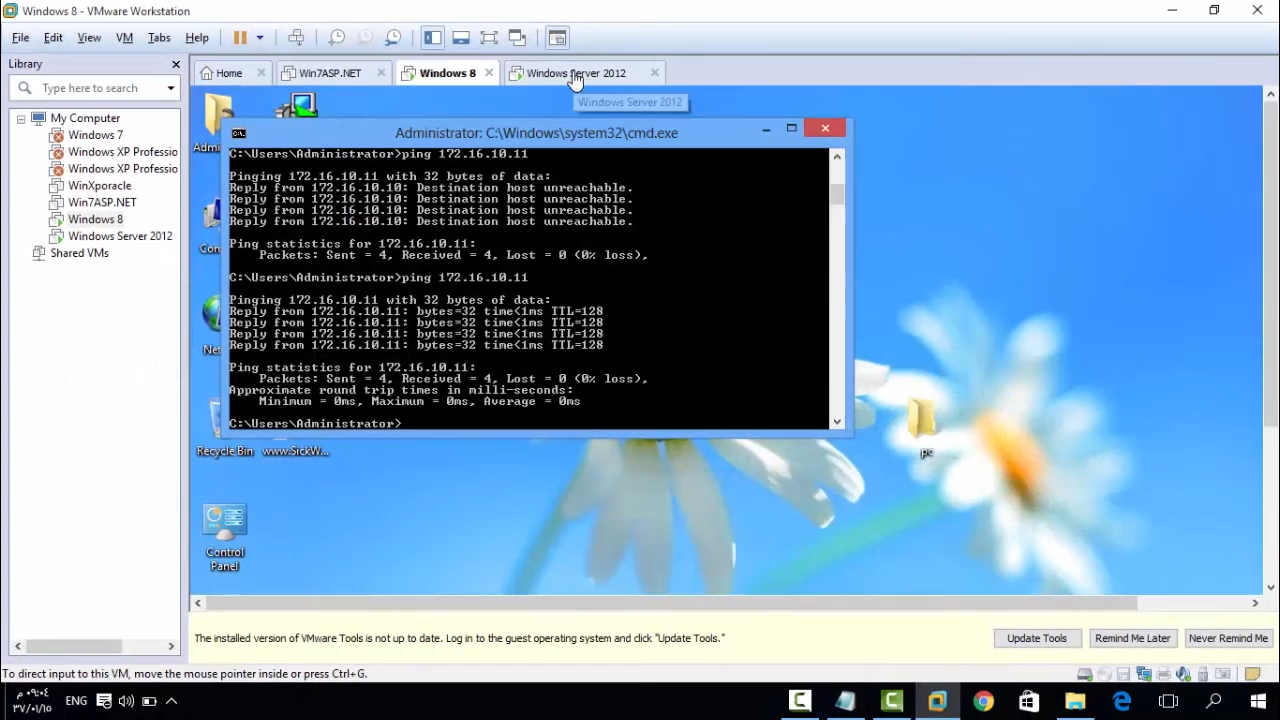 Windows 8 - VMware Workstation
File Edit View VM Tabs Help
Library
Type here to search
My Computer
Windows 7
Windows XP Professio
Windows XP Professio
WinXporacle
Win7ASP.NET
Windows 8
Windows Server 2012
Shared VMs
Home Win7ASP.NET Windows 8 Windows Server 2012
Windows Server 2012
Admi
Com
Net
Recycle Bin
www.SickW...
Control
Panel
pc
Administrator: C:\Windows\system32\cmd.exe
C:\Users\Administrator>ping 172.16.10.11
Pinging 172.16.10.11 with 32 bytes of data:
Reply from 172.16.10.10: Destination host unreachable.
Reply from 172.16.10.10: Destination host unreachable.
Reply from 172.16.10.10: Destination host unreachable.
Reply from 172.16.10.10: Destination host unreachable.
Ping statistics for 172.16.10.11:
Packets: Sent = 4, Received = 4, Lost = 0 (0% loss),
C:\Users\Administrator>ping 172.16.10.11
Pinging 172.16.10.11 with 32 bytes of data:
Reply from 172.16.10.11: bytes=32 time<1ms TTL=128
Reply from 172.16.10.11: bytes=32 time<1ms TTL=128
Reply from 172.16.10.11: bytes=32 time<1ms TTL=128
Reply from 172.16.10.11: bytes=32 time<1ms TTL=128
Ping statistics for 172.16.10.11:
Packets: Sent = 4, Received = 4, Lost = 0 (0% loss),
Approximate round trip times in milli-seconds:
Minimum = 0ms, Maximum = 0ms, Average = 0ms
C:\Users\Administrator>
The installed version of VMware Tools is not up to date. Log in to the guest operating system and click "Update Tools."
Update Tools Remind Me Later Never Remind Me
To direct input to this VM, move the mouse pointer inside or press Ctrl+G.
ENG